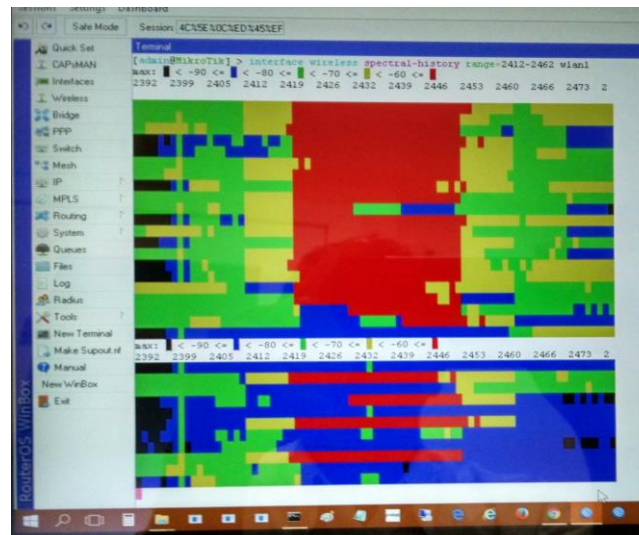 Sessions Settings Dashboard
Safe Mode
Session: 4C%5E%0C%ED%45%EF
Quick Set
CAPsMAN
Interfaces
Wireless
Bridge
PPP
Switch
Mesh
IP
MPLS
Routing
System
Queues
Files
Log
Radius
Tools
New Terminal
Make Supout.rif
Manual
New WinBox
Exit
RouterOS WinBox
Terminal
[admin@MikroTik] > interface wireless spectral-history range=2412-2462 wlan1
max: < -90 <= < -80 <= < -70 <= < -60 <=
2392 2399 2405 2412 2419 2426 2432 2439 2446 2453 2460 2466 2473 2
max: < -90 <= < -80 <= < -70 <= < -60 <=
2392 2399 2405 2412 2419 2426 2432 2439 2446 2453 2460 2466 2473 2